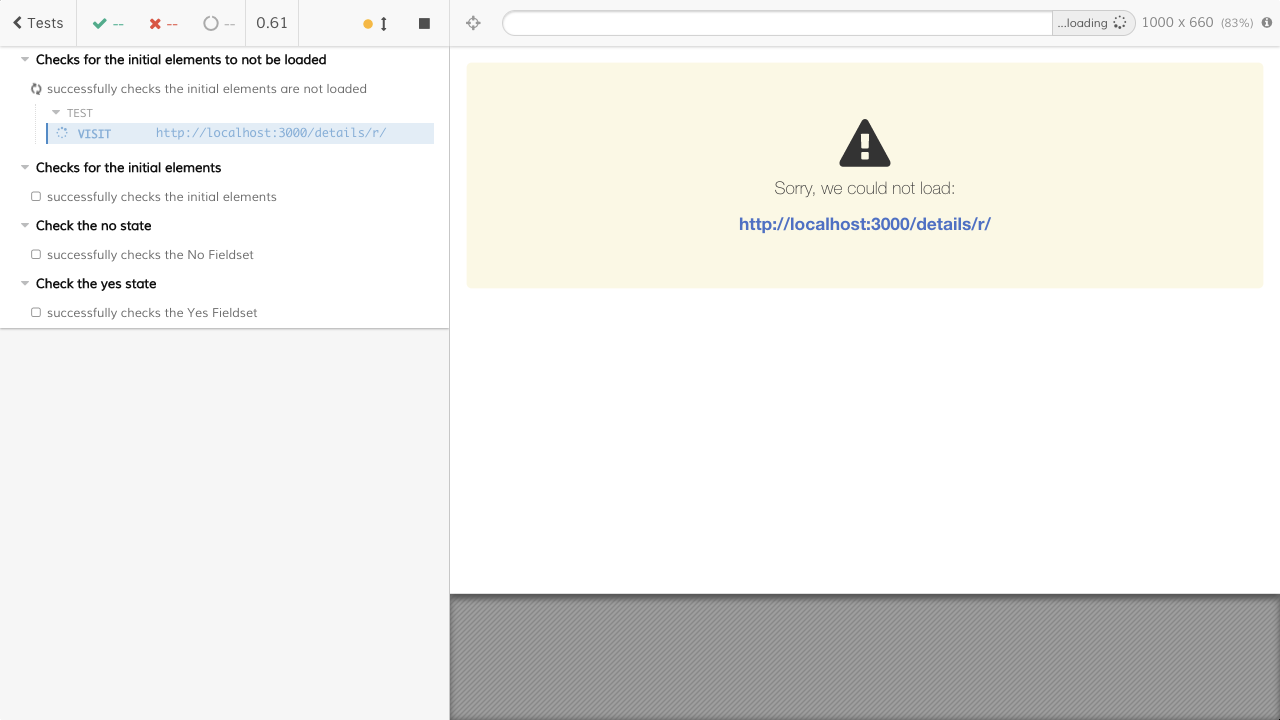 Tests -- -- -- 0.61
...loading 1000 x 660 (83%)
Checks for the initial elements to not be loaded
successfully checks the initial elements are not loaded
TEST
VISIT http://localhost:3000/details/r/
Checks for the initial elements
successfully checks the initial elements
Check the no state
successfully checks the No Fieldset
Check the yes state
successfully checks the Yes Fieldset
Sorry, we could not load:
http://localhost:3000/details/r/